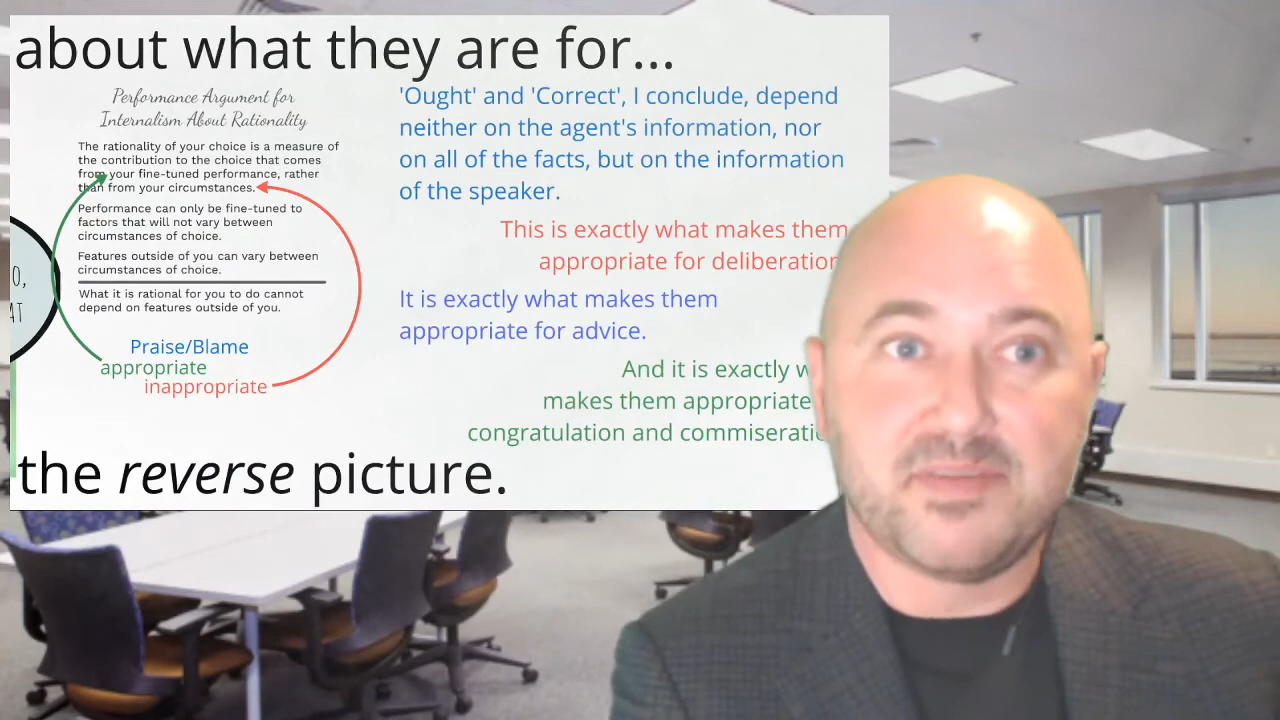 about what they are for...
Performance Argument for
Internalism About Rationality
The rationality of your choice is a measure of
the contribution to the choice that comes
from your fine-tuned performance, rather
than from your circumstances.
Performance can only be fine-tuned to
factors that will not vary between
circumstances of choice.
Features outside of you can vary between
circumstances of choice.
What it is rational for you to do cannot
depend on features outside of you.
Praise/Blame
appropriate
inappropriate
O,
AT
'Ought' and 'Correct', I conclude, depend
neither on the agent's information, nor
on all of the facts, but on the information
of the speaker.
This is exactly what makes them
appropriate for deliberation
It is exactly what makes them
appropriate for advice.
And it is exactly
makes them appropriate
congratulation and
the reverse picture.